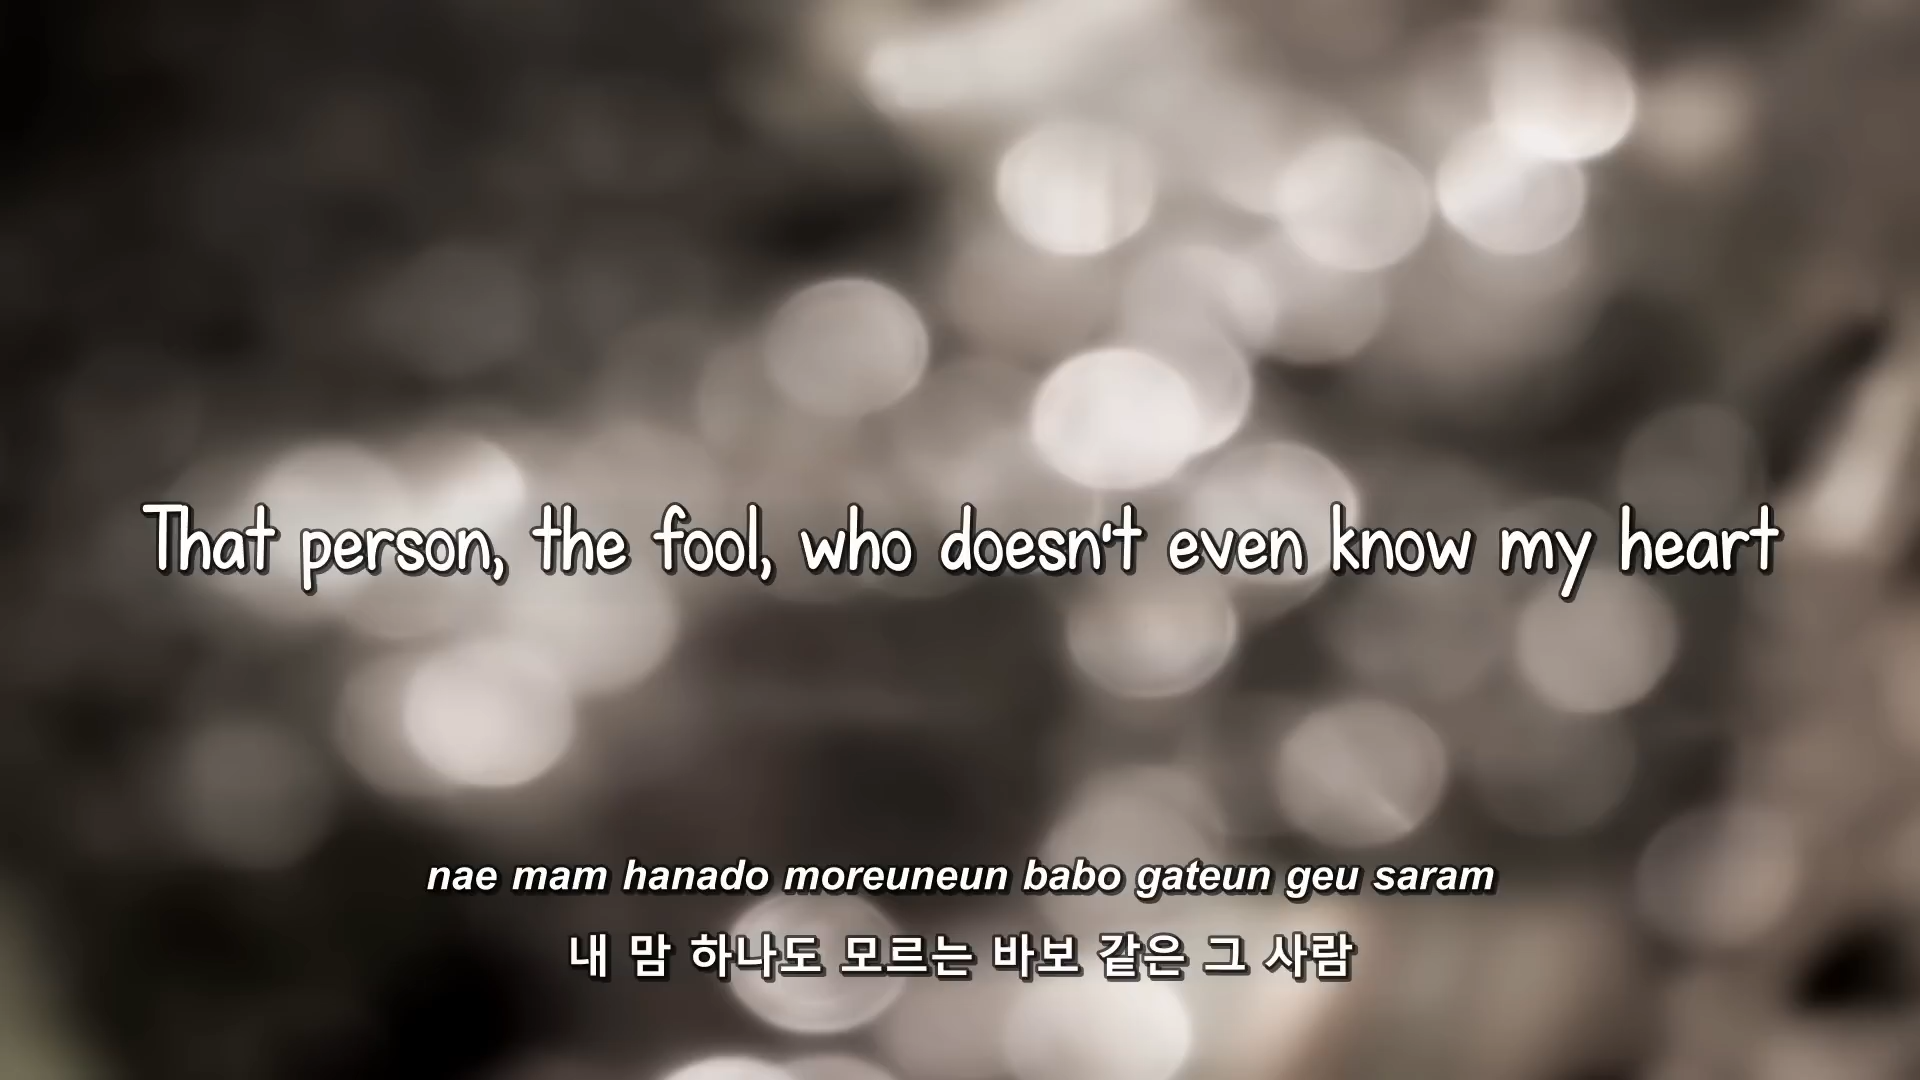 That person, the fool, who doesn't even know my heart
nae mam hanado moreuneun babo gateun geu saram
내 맘 하나도 모르는 바보 같은 그 사람